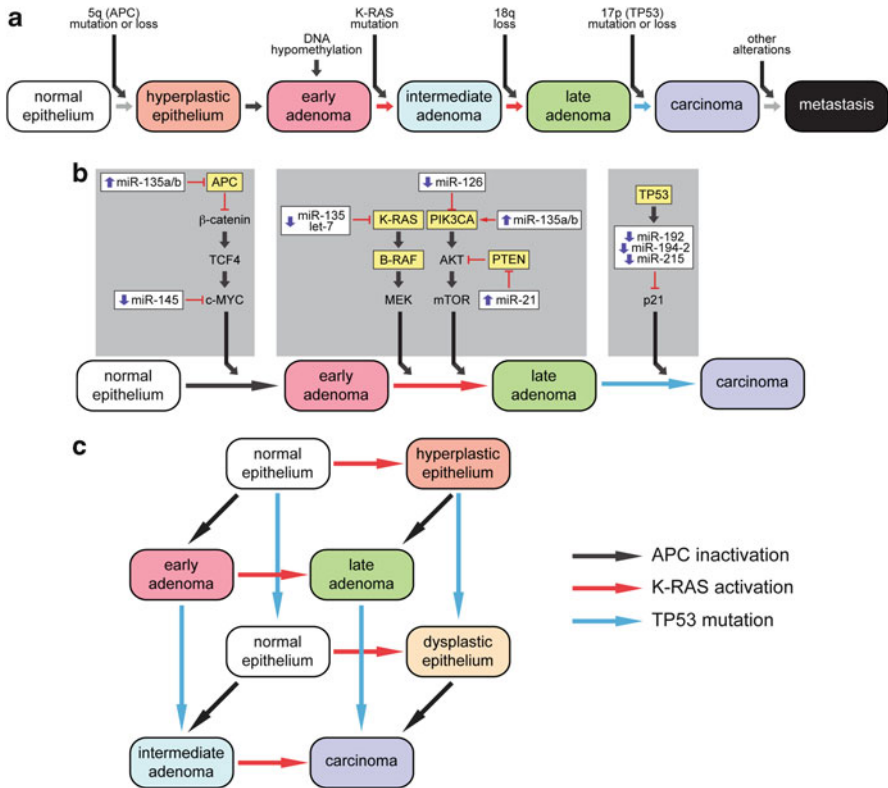 a
5q (APC)
mutation or loss
DNA
hypomethylation
K-RAS
mutation
18q
loss
17p (TP53)
mutation or loss
other
alterations
normal
epithelium
hyperplastic
epithelium
early
adenoma
intermediate
adenoma
late
adenoma
carcinoma
metastasis
b
miR-135a/b
APC
β-catenin
TCF4
miR-145
c-MYC
miR-126
miR-135
let-7
K-RAS
PIK3CA
miR-135a/b
B-RAF
AKT
PTEN
MEK
mTOR
miR-21
TP53
miR-192
miR-194-2
miR-215
p21
normal
epithelium
early
adenoma
late
adenoma
carcinoma
c
normal
epithelium
hyperplastic
epithelium
early
adenoma
late
adenoma
normal
epithelium
dysplastic
epithelium
intermediate
adenoma
carcinoma
APC inactivation
K-RAS activation
TP53 mutation